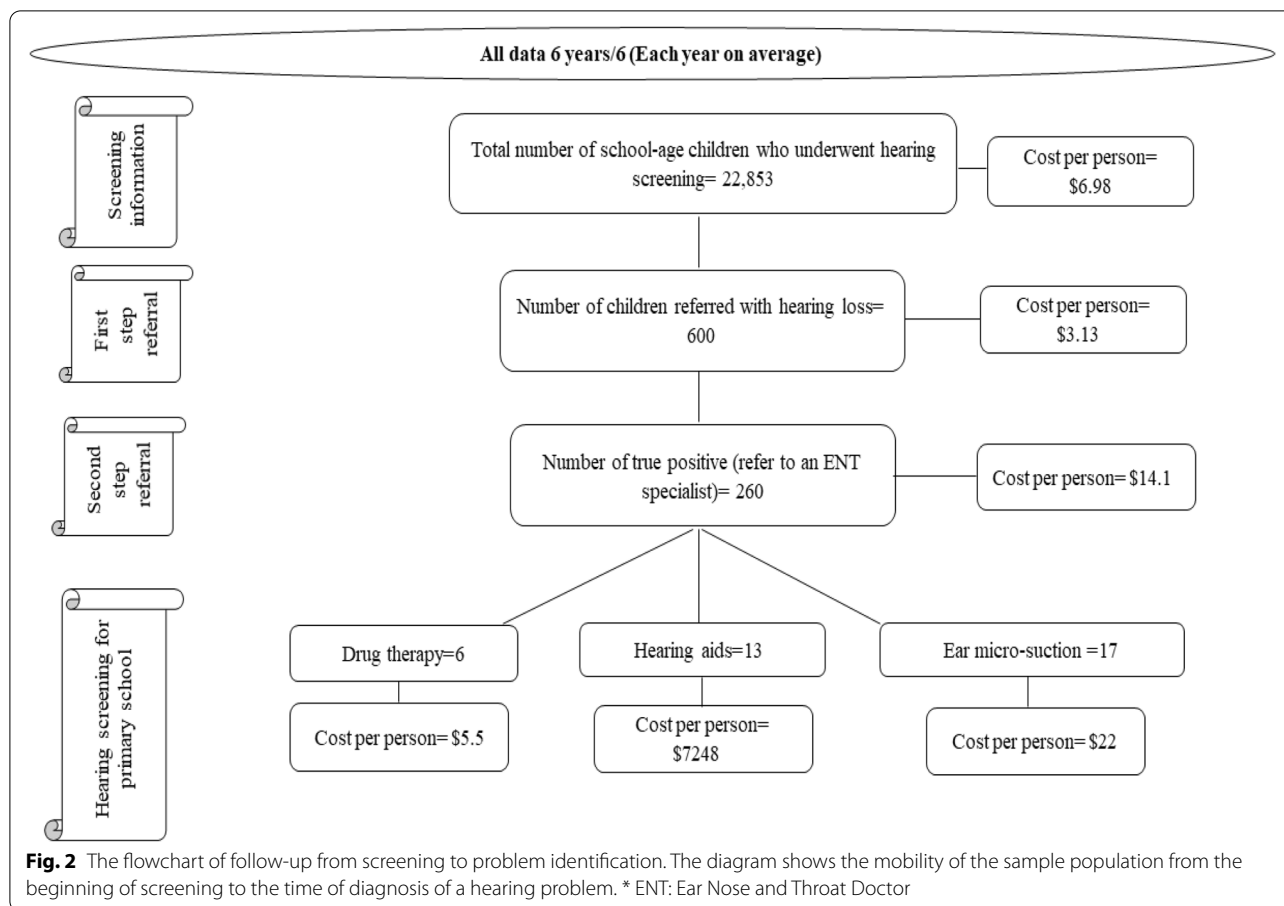 All data 6 years/6 (Each year on average)
Screening
information
Total number of school-age children who underwent hearing
screening= 22,853
Cost per person=
$6.98
First
step
referral
Number of children referred with hearing loss=
600
Cost per person=
$3.13
Second
step
referral
Number of true positive (refer to an ENT
specialist)= 260
Cost per person= $14.1
Hearing screening for
primary school
Drug therapy=6
Hearing aids=13
Ear micro-suction =17
Cost per person= $5.5
Cost per person=
$7248
Cost per person= $22
Fig. 2 The flowchart of follow-up from screening to problem identification. The diagram shows the mobility of the sample population from the
beginning of screening to the time of diagnosis of a hearing problem. * ENT: Ear Nose and Throat Doctor